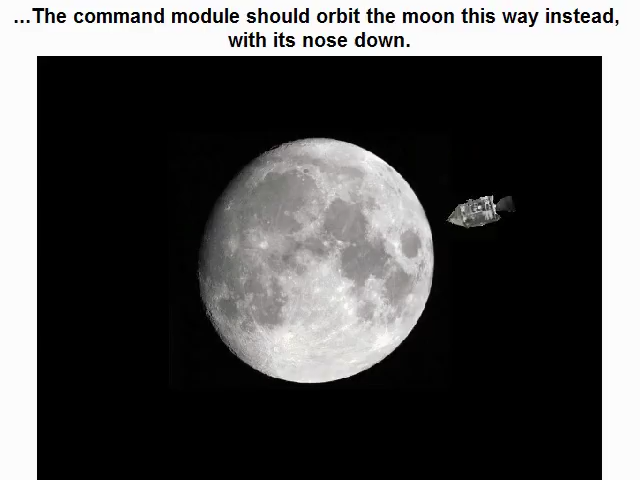 ...The command module should orbit the moon this way instead,
with its nose down.